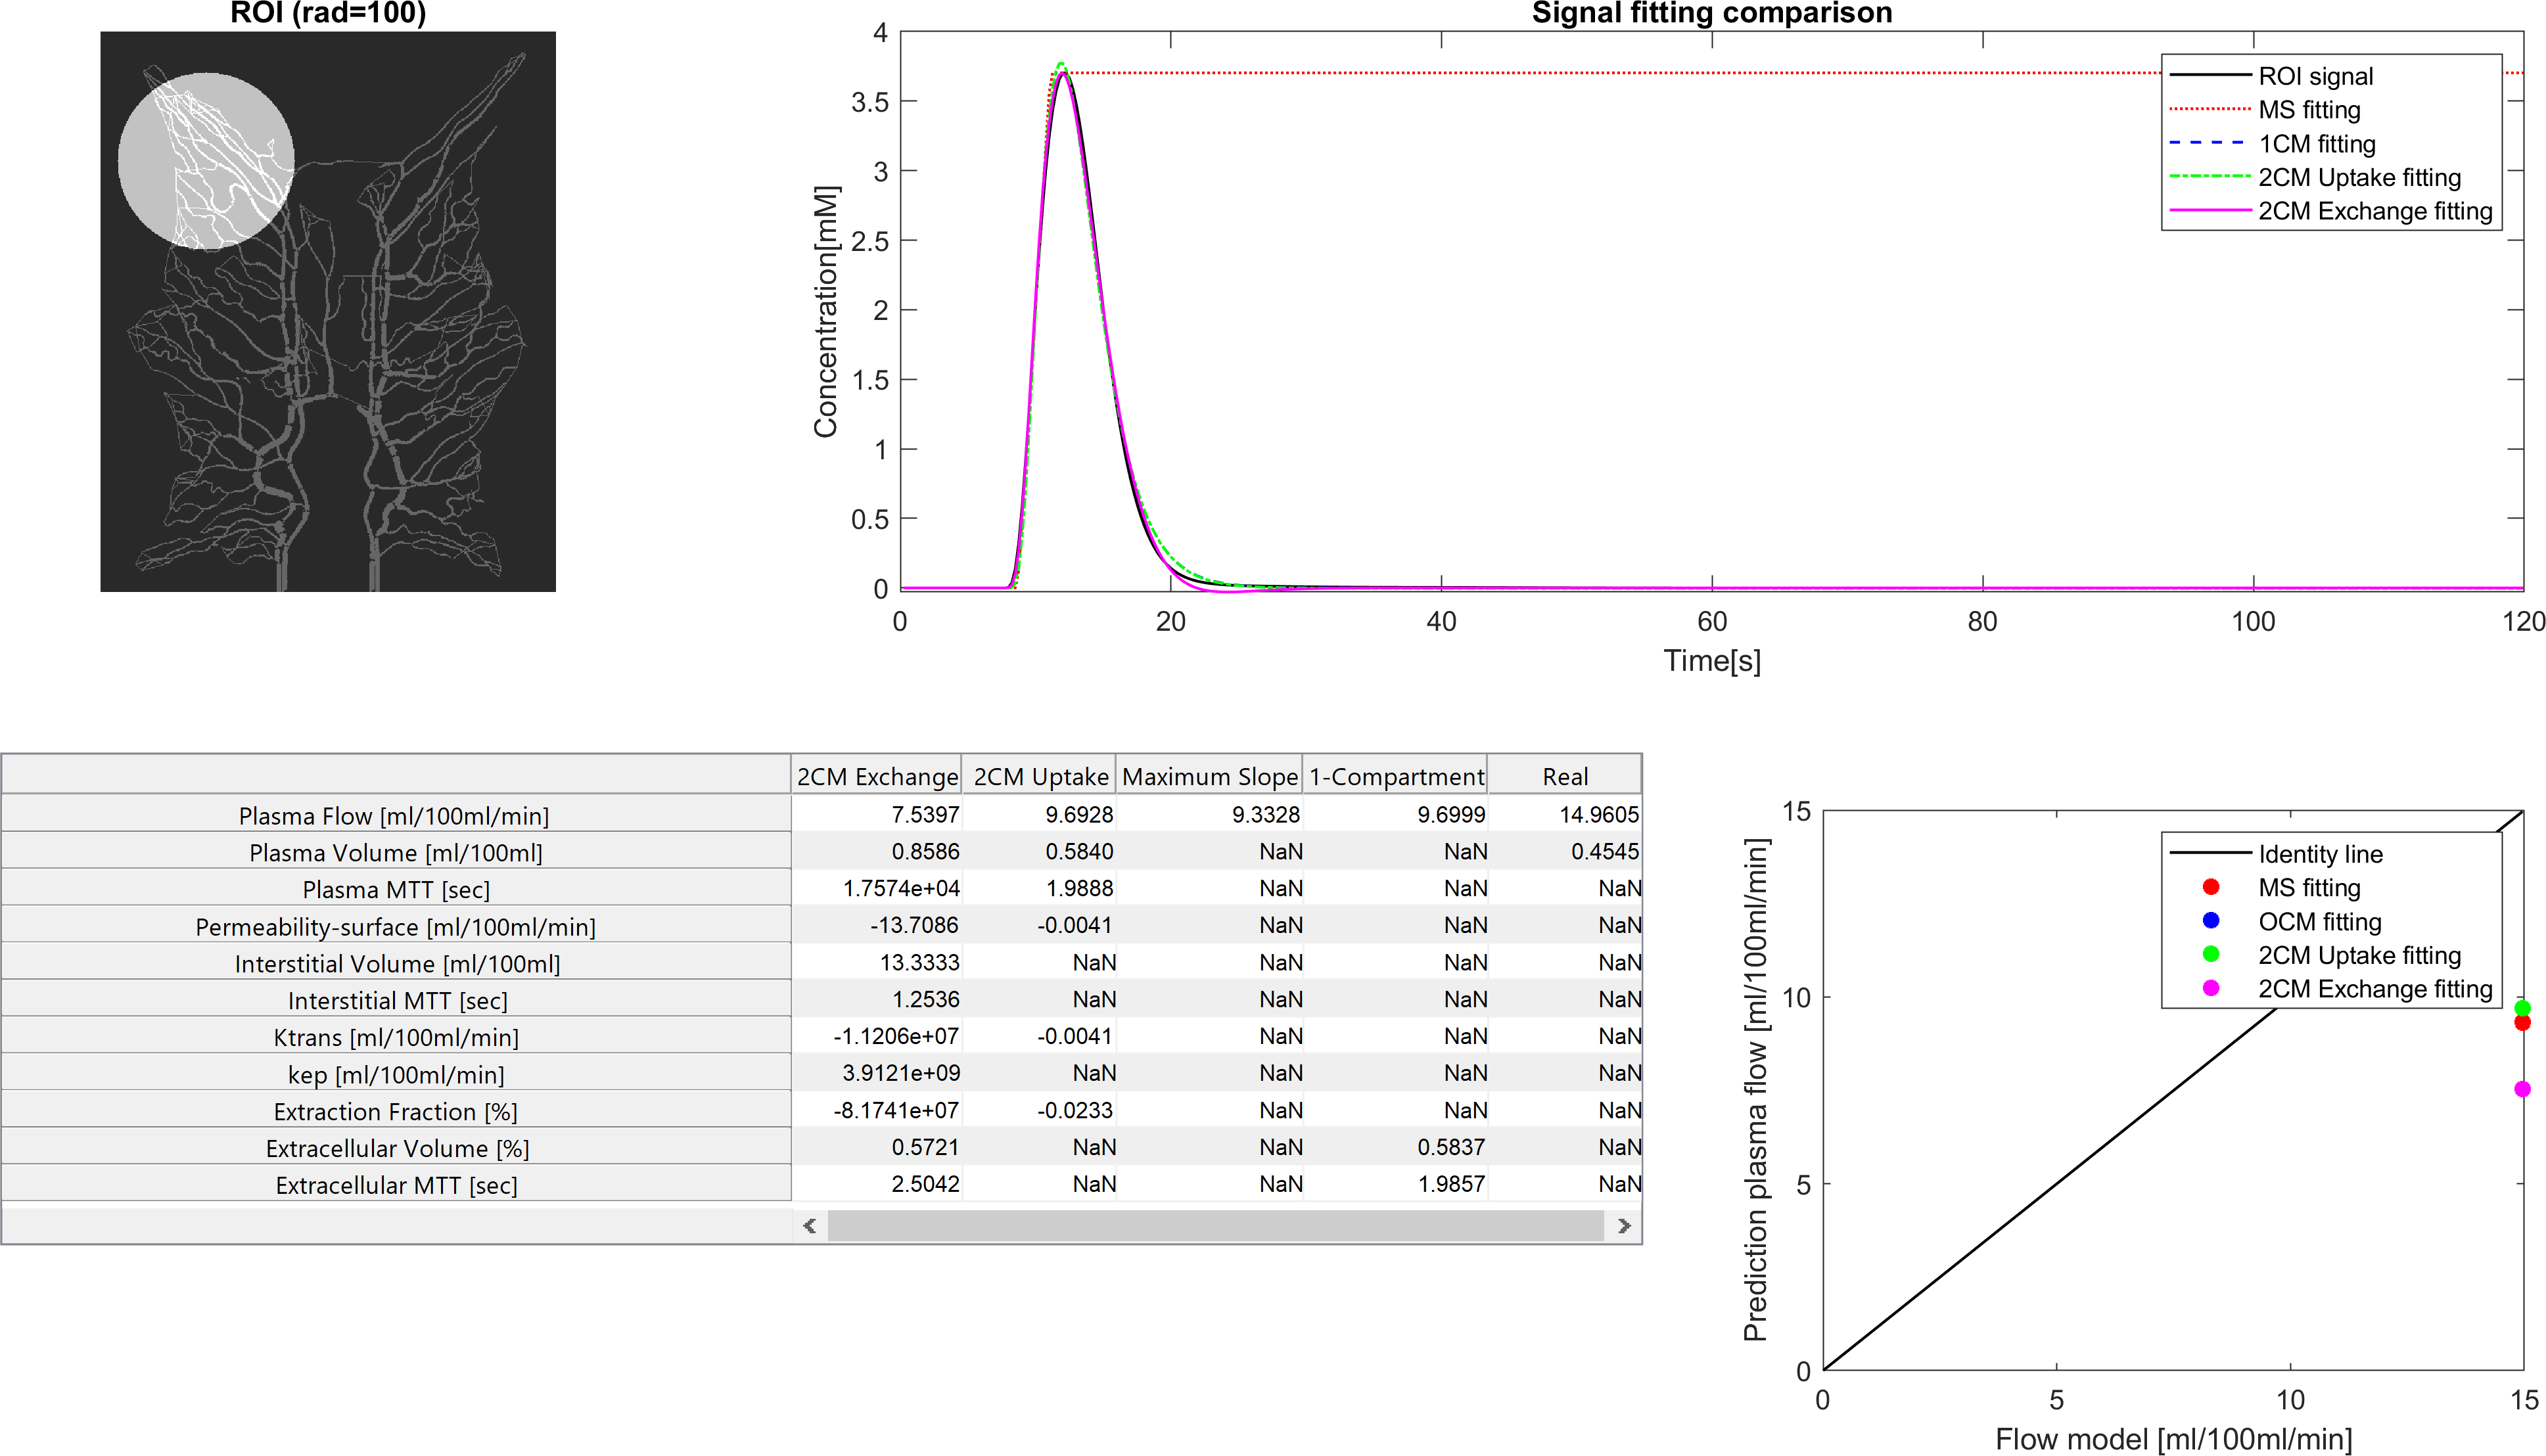 ROI (rad=100)
Signal fitting comparison
4
3.5
3
2.5
2
1.5
1
0.5
0
Concentration[mM]
0 20 40 60 80 100 120
Time[s]
ROI signal
MS fitting
1CM fitting
2CM Uptake fitting
2CM Exchange fitting
2CM Exchange 2CM Uptake Maximum Slope 1-Compartment Real
Plasma Flow [ml/100ml/min] 7.5397 9.6928 9.3328 9.6999 14.9605
Plasma Volume [ml/100ml] 0.8586 0.5840 NaN NaN 0.4545
Plasma MTT [sec] 1.7574e+04 1.9888 NaN NaN NaN
Permeability-surface [ml/100ml/min] -13.7086 -0.0041 NaN NaN NaN
Interstitial Volume [ml/100ml] 13.3333 NaN NaN NaN NaN
Interstitial MTT [sec] 1.2536 NaN NaN NaN NaN
Ktrans [ml/100ml/min] -1.1206e+07 -0.0041 NaN NaN NaN
kep [ml/100ml/min] 3.9121e+09 NaN NaN NaN NaN
Extraction Fraction [%] -8.1741e+07 -0.0233 NaN NaN NaN
Extracellular Volume [%] 0.5721 NaN NaN 0.5837 NaN
Extracellular MTT [sec] 2.5042 NaN NaN 1.9857 NaN
15
10
5
0
Prediction plasma flow [ml/100ml/min]
0 5 10 15
Flow model [ml/100ml/min]
Identity line
MS fitting
OCM fitting
2CM Uptake fitting
2CM Exchange fitting